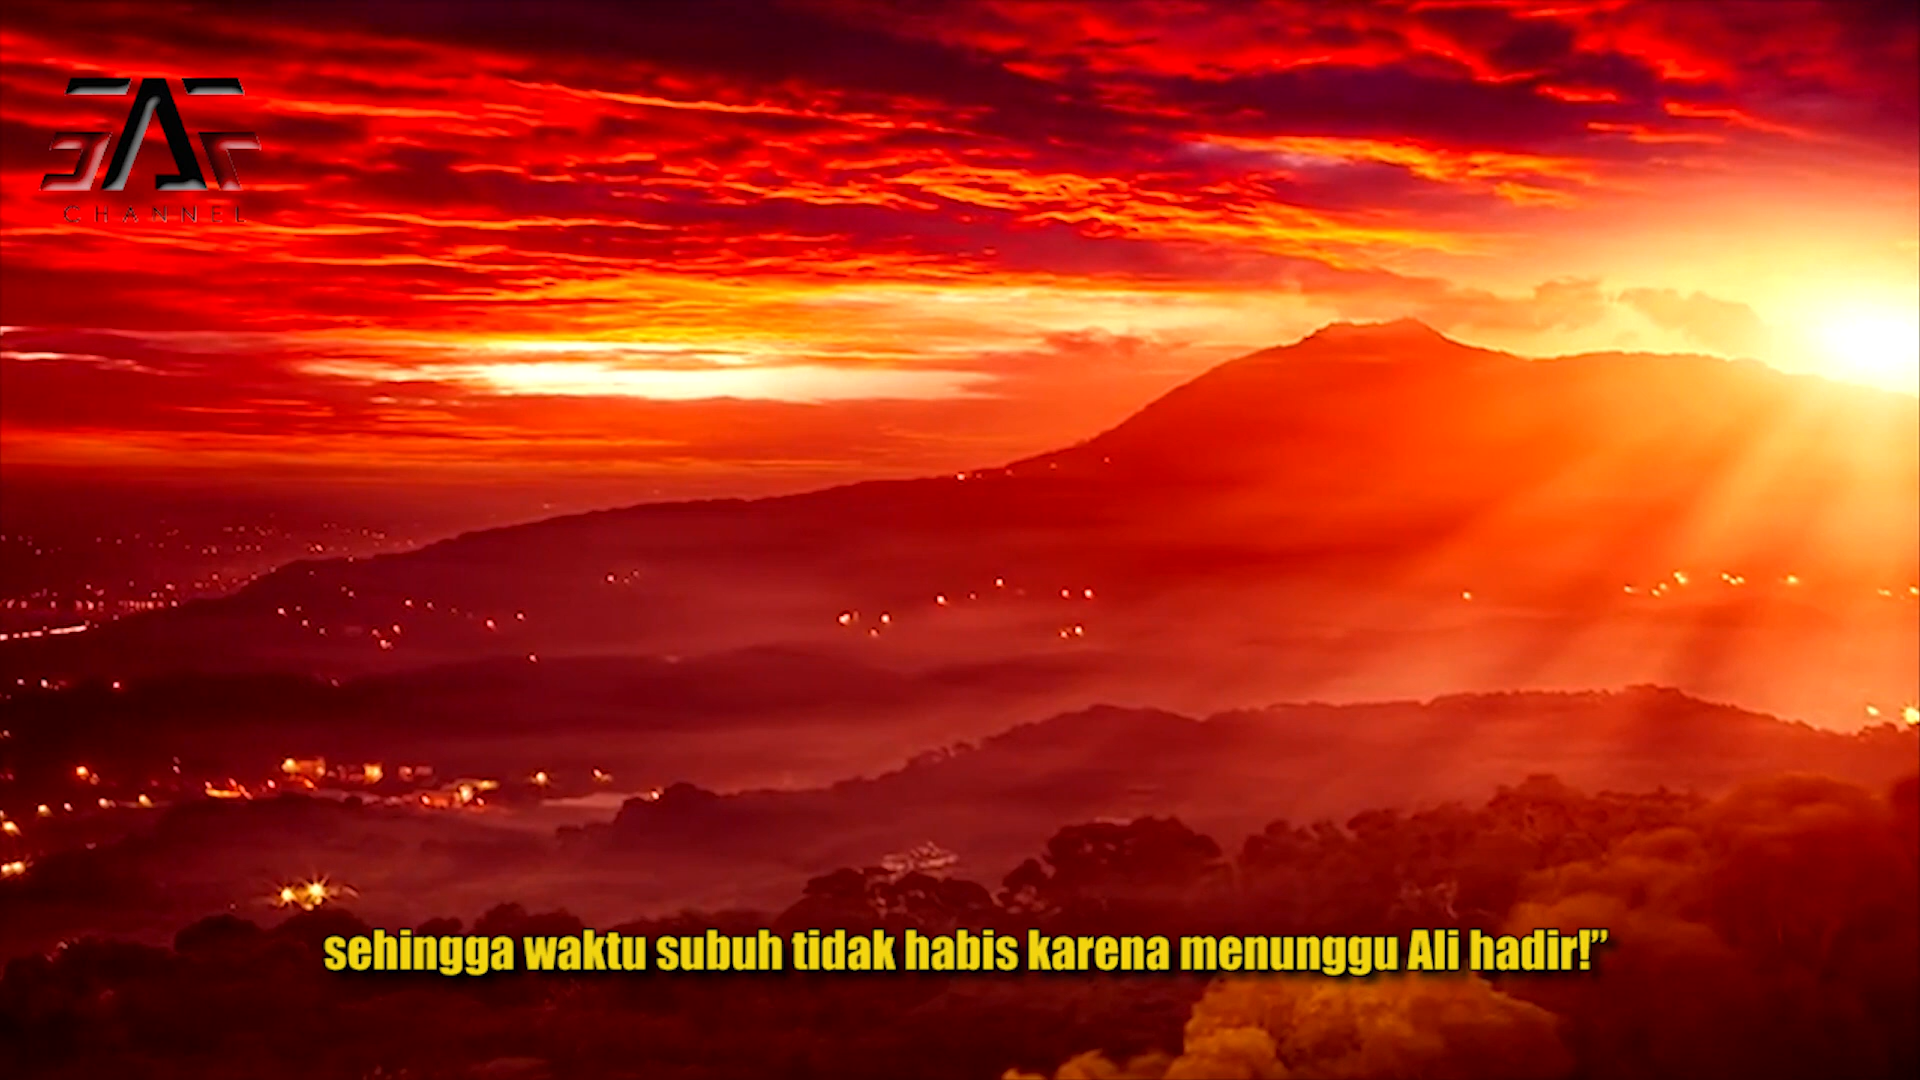 CHANNEL
sehingga waktu subuh tidak habis karena menunggu Ali hadir!”